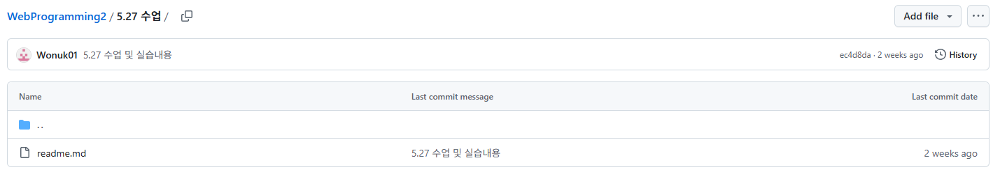 WebProgramming2 / 5.27 수업 / Add file ...
Wonuk01 5.27 수업 및 실습내용 ec4d8da · 2 weeks ago History
Name Last commit message Last commit date
..
readme.md 5.27 수업 및 실습내용 2 weeks ago